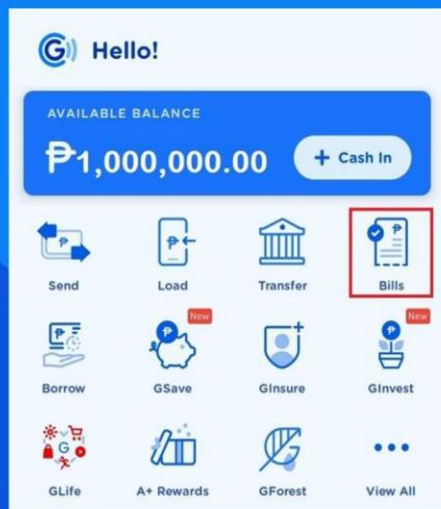 G Hello!
AVAILABLE BALANCE
₱1,000,000.00 + Cash In
Send Load Transfer Bills
New New
Borrow GSave GInsure GInvest
G
GLife A+ Rewards GForest View All